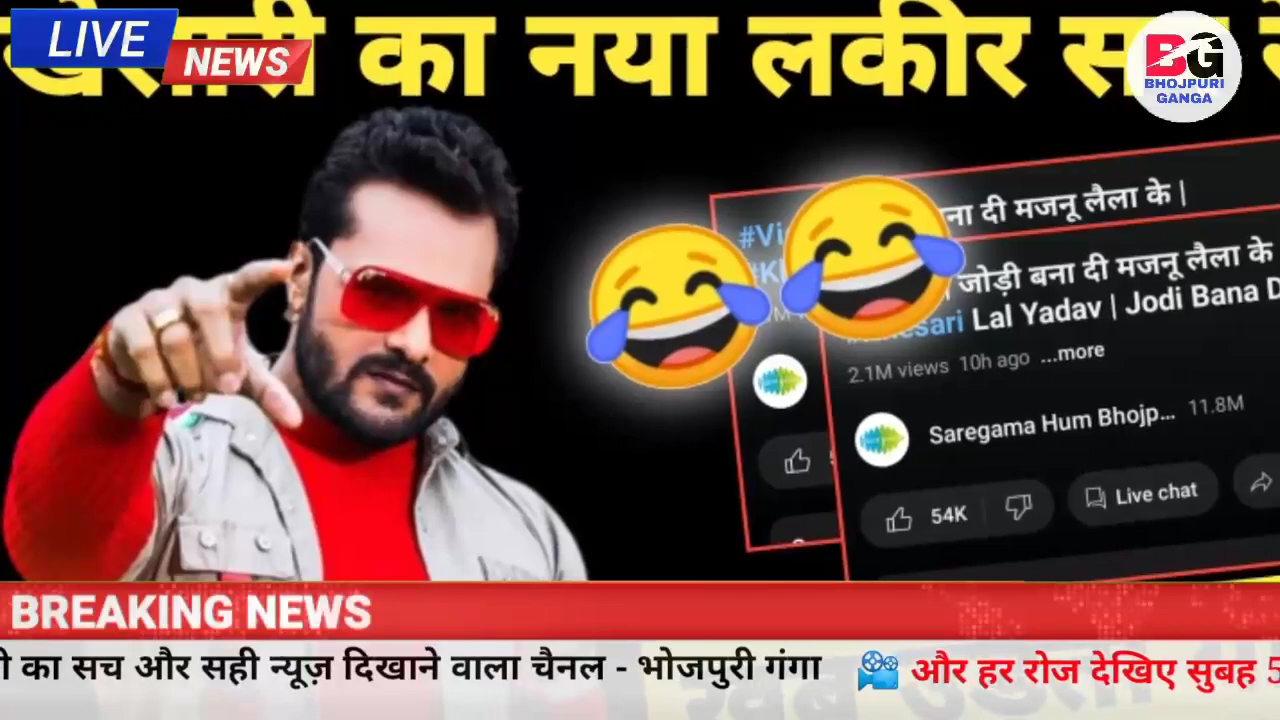 LIVE
NEWS
का नया लकीर
BG
BHOJPURI
GANGA
ना दी मजनू लैला के |
#Vi
#Kh
जोड़ी बना दी मजनू लैला के
Lal Yadav | Jodi Bana D
2.1M views 10h ago ...more
Saregama Hum Bhojp... 11.8M
54K
Live chat
BREAKING NEWS
का सच और सही न्यूज़ दिखाने वाला चैनल - भोजपुरी गंगा
और हर रोज देखिए सुबह 5